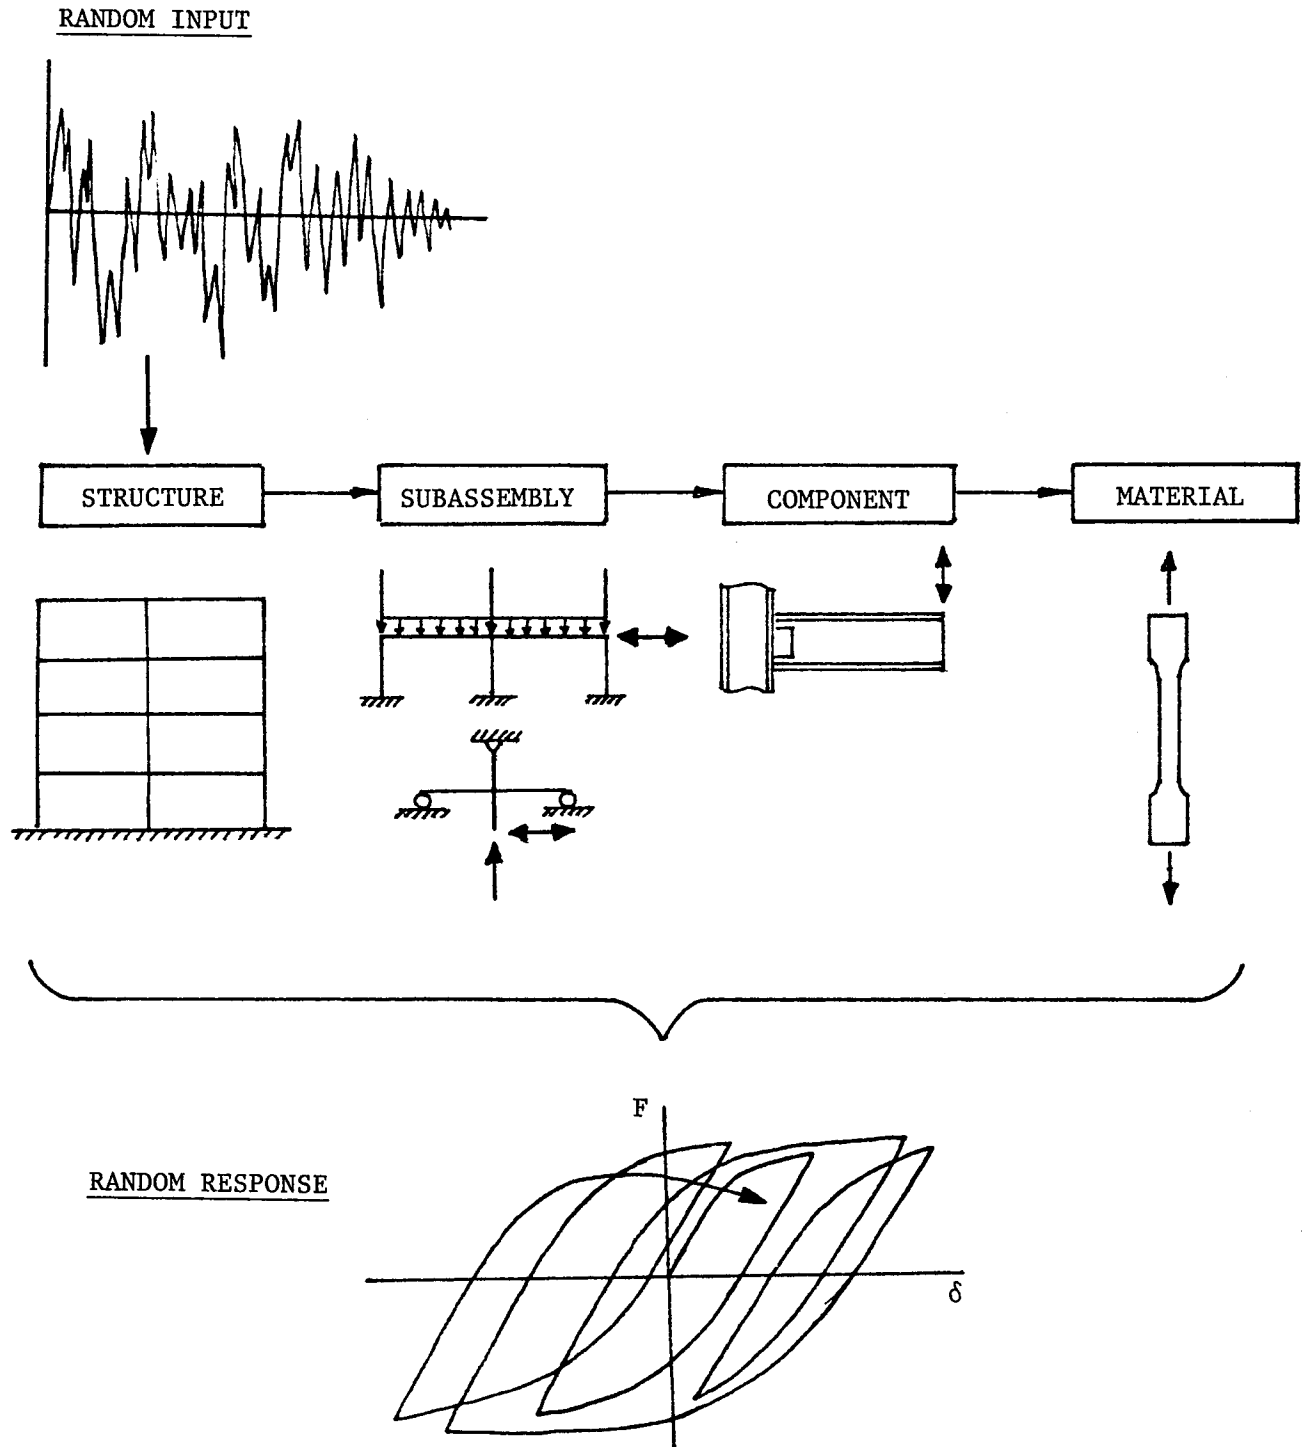 RANDOM INPUT
STRUCTURE
SUBASSEMBLY
COMPONENT
MATERIAL
F
RANDOM RESPONSE
δ